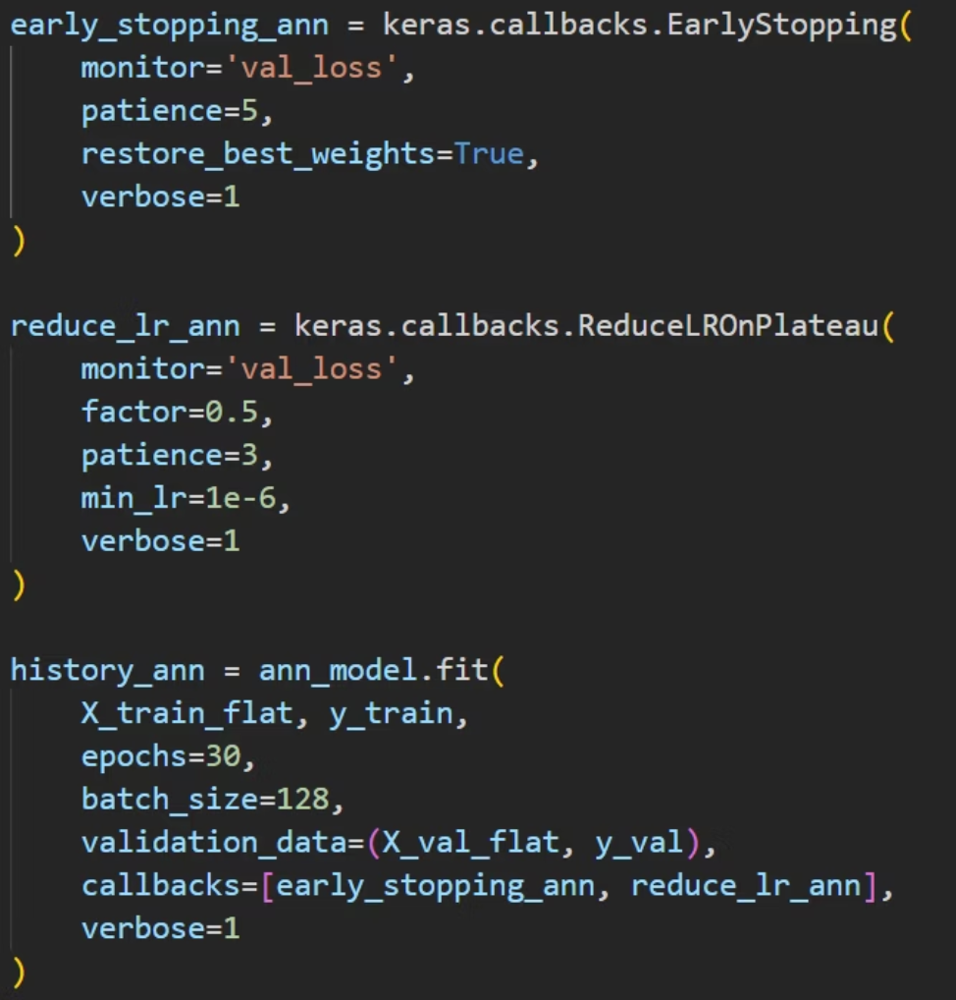 early_stopping_ann = keras.callbacks.EarlyStopping(
    monitor='val_loss',
    patience=5,
    restore_best_weights=True,
    verbose=1
)

reduce_lr_ann = keras.callbacks.ReduceLROnPlateau(
    monitor='val_loss',
    factor=0.5,
    patience=3,
    min_lr=1e-6,
    verbose=1
)

history_ann = ann_model.fit(
    X_train_flat, y_train,
    epochs=30,
    batch_size=128,
    validation_data=(X_val_flat, y_val),
    callbacks=[early_stopping_ann, reduce_lr_ann],
    verbose=1
)